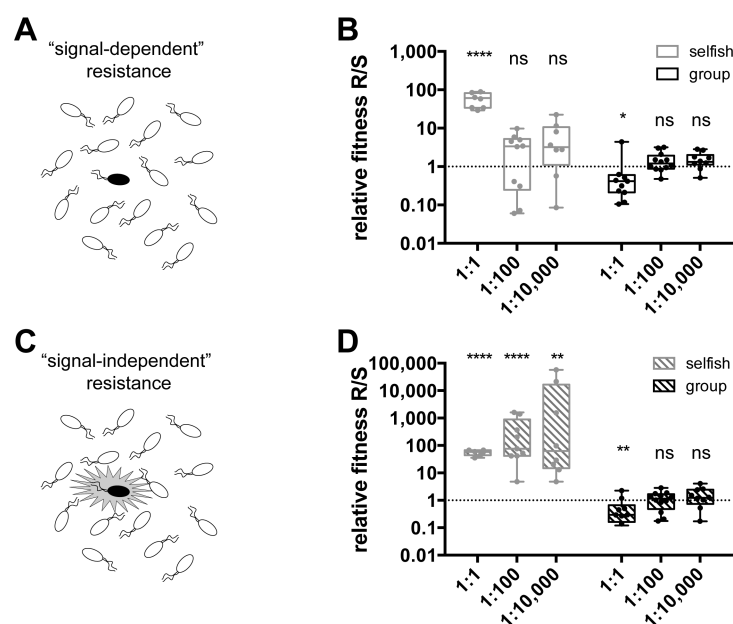 A
"signal-dependent"
resistance
B
relative fitness R/S
1,000
100
10
1
0.10
0.01
**** ns ns
* ns ns
selfish
group
1:1
1:100
1:10,000
1:1
1:100
1:10,000
C
"signal-independent"
resistance
D
relative fitness R/S
100,000
10,000
1,000
100
10
1
0.1
0.01
**** **** **
** ns ns
selfish
group
1:1
1:100
1:10,000
1:1
1:100
1:10,000